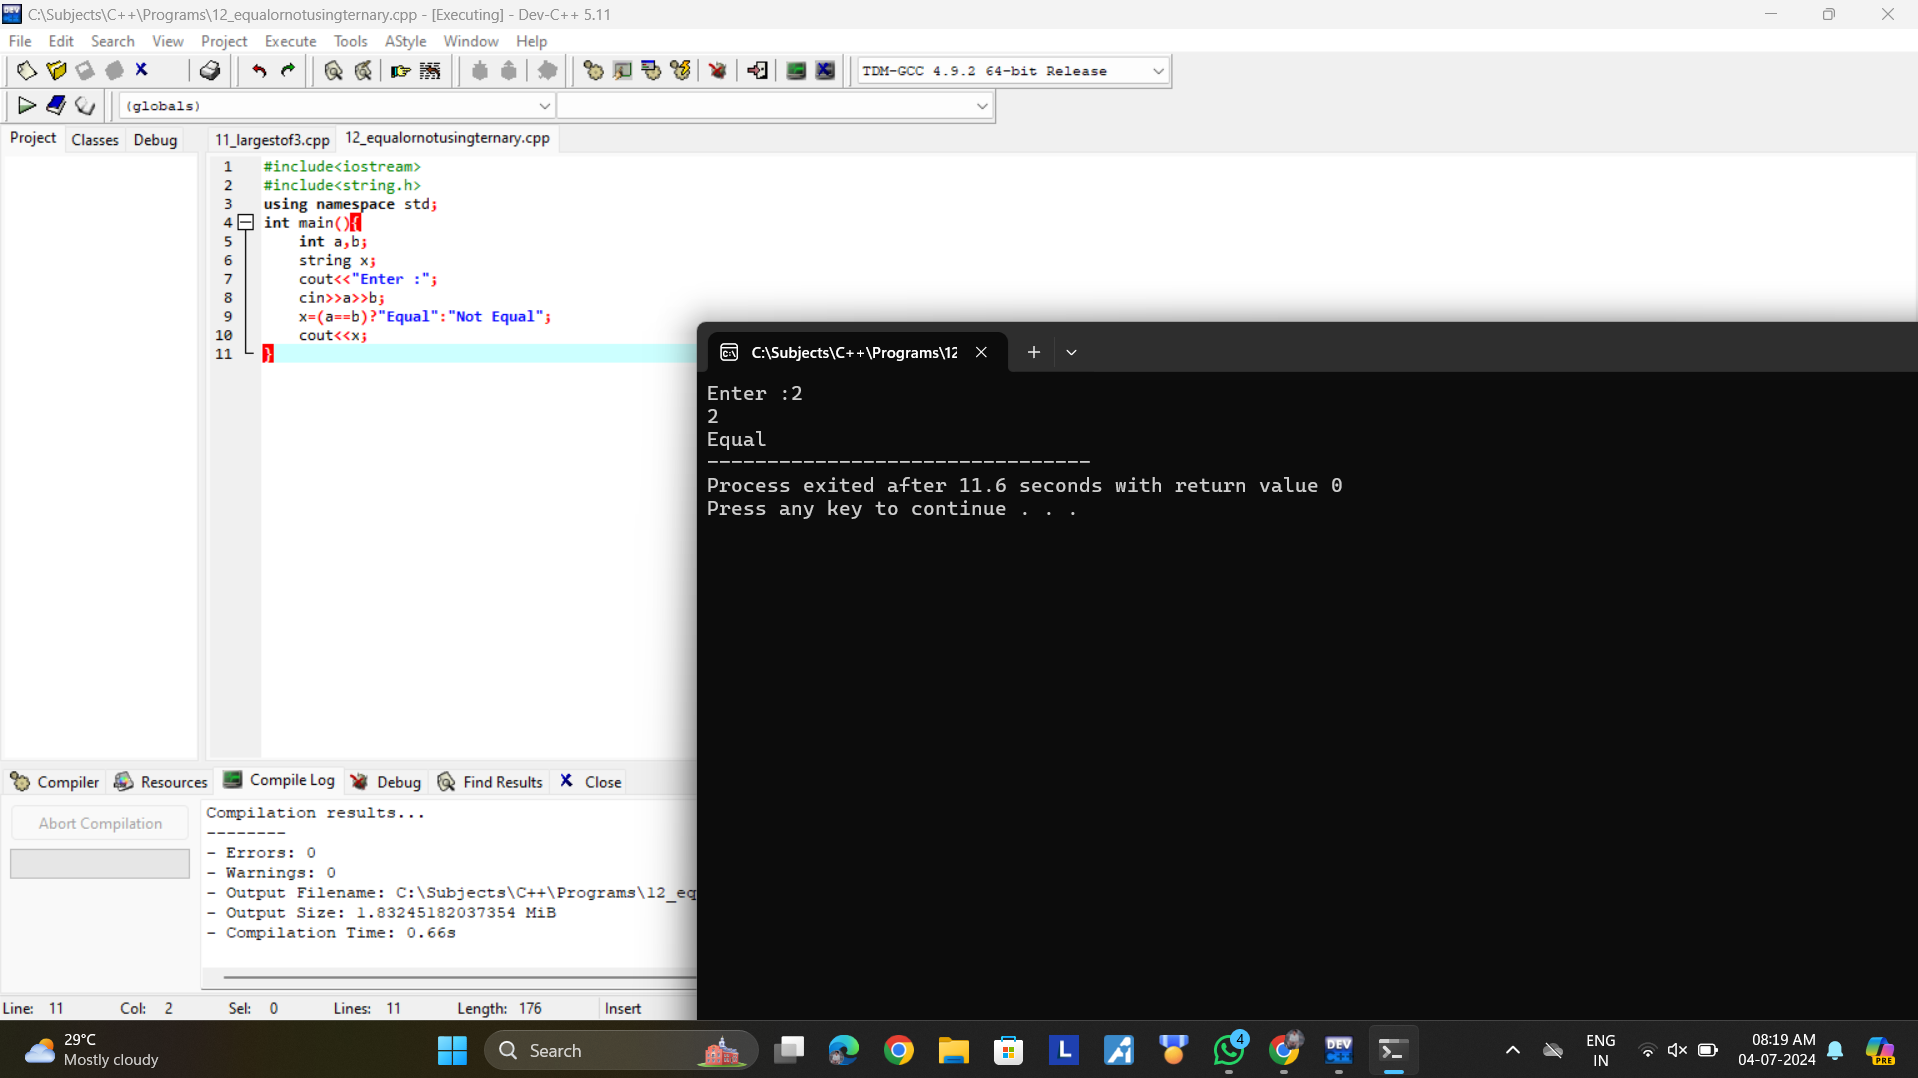 C:\Subjects\C++\Programs\12_equalornotusingternary.cpp - [Executing] - Dev-C++ 5.11
File Edit Search View Project Execute Tools AStyle Window Help
TDM-GCC 4.9.2 64-bit Release
(globals)
Project Classes Debug 11_largestof3.cpp 12_equalornotusingternary.cpp
1 #include<iostream>
2 #include<string.h>
3 using namespace std;
4 int main(){
5 int a,b;
6 string x;
7 cout<<"Enter :";
8 cin>>a>>b;
9 x=(a==b)?"Equal":"Not Equal";
10 cout<<x;
11 }
C:\Subjects\C++\Programs\12
Enter :2
2
Equal
--------------------------------
Process exited after 11.6 seconds with return value 0
Press any key to continue . . .
Compiler Resources Compile Log Debug Find Results Close
Abort Compilation
Compilation results...
--------
- Errors: 0
- Warnings: 0
- Output Filename: C:\Subjects\C++\Programs\12_eq
- Output Size: 1.83245182037354 MiB
- Compilation Time: 0.66s
Line: 11 Col: 2 Sel: 0 Lines: 11 Length: 176 Insert
29°C
Mostly cloudy
Search
L
4
DEV
ENG
IN
08:19 AM
04-07-2024
PRE